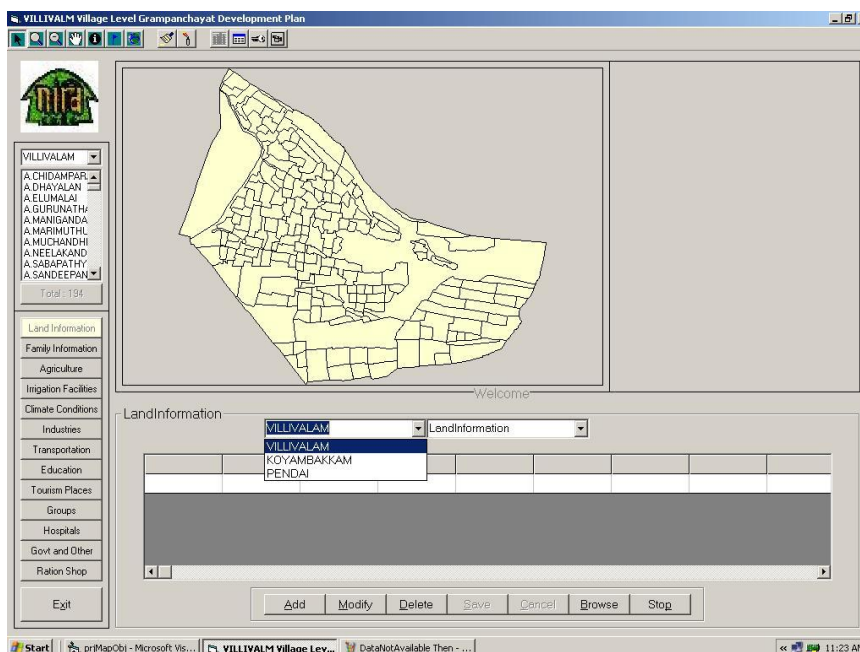 VILLIVALM Village Level Grampanchayat Development Plan
nird
VILLIVALAM
A.CHIDAMPAR
A.DHAYALAN
A.ELUMALAI
A.GURUNATHA
A.MANIGANDA
A.MARIMUTHU
A.MUCHANDHI
A.NEELAKAND
A.SABAPATHY
A.SANDEEPAN
Total : 194
Land Information
Family Information
Agriculture
Irrigation Facilities
Climate Conditions
Industries
Transportation
Education
Tourism Places
Groups
Hospitals
Govt and Other
Ration Shop
Exit
Welcome
LandInformation
VILLIVALAM LandInformation
VILLIVALAM
KOYAMBAKKAM
PENDAI
Add Modify Delete Save Cancel Browse Stop
Start prjMapObj - Microsoft Vis... VILLIVALM Village Lev... DataNotAvailable Then - ... 11:23 AM